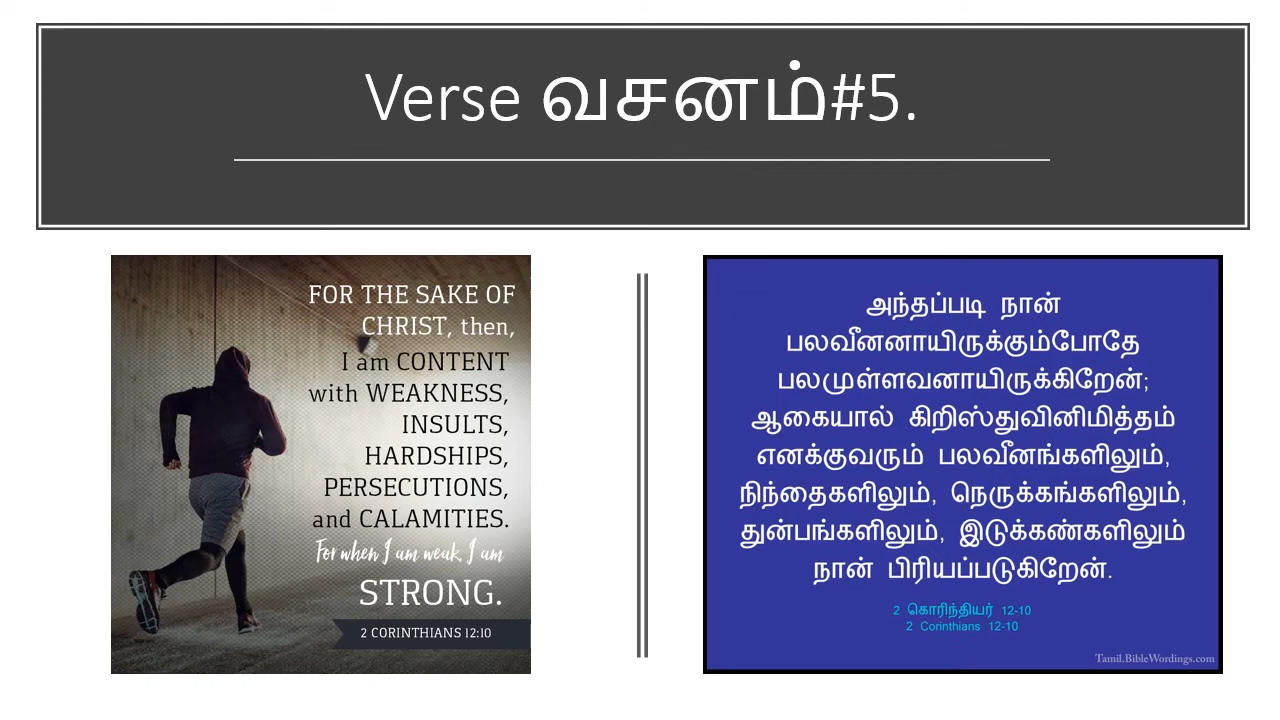 Verse வசனம்#5.
FOR THE SAKE OF
CHRIST, then,
I am CONTENT
with WEAKNESS,
INSULTS,
HARDSHIPS,
PERSECUTIONS,
and CALAMITIES.
For when I am weak, I am
STRONG.
2 CORINTHIANS 12:10
அந்தப்படி நான்
பலவீனனாயிருக்கும்போதே
பலமுள்ளவனாயிருக்கிறேன்;
ஆகையால் கிறிஸ்துவினிமித்தம்
எனக்குவரும் பலவீனங்களிலும்,
நிந்தைகளிலும், நெருக்கங்களிலும்,
துன்பங்களிலும், இடுக்கண்களிலும்
நான் பிரியப்படுகிறேன்.
2 கொரிந்தியர் 12-10
2 Corinthians 12-10
Tamil.BibleWordings.com